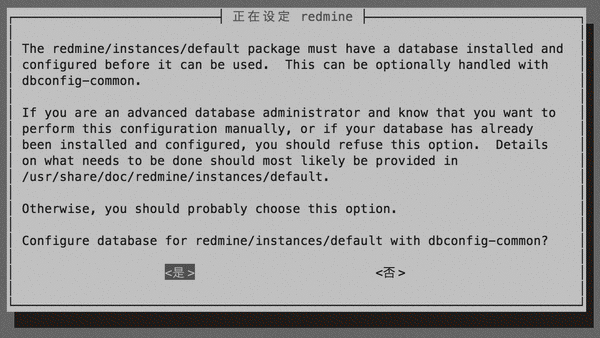 正在设定 redmine
The redmine/instances/default package must have a database installed and
configured before it can be used.  This can be optionally handled with
dbconfig-common.
If you are an advanced database administrator and know that you want to
perform this configuration manually, or if your database has already
been installed and configured, you should refuse this option.  Details
on what needs to be done should most likely be provided in
/usr/share/doc/redmine/instances/default.
Otherwise, you should probably choose this option.
Configure database for redmine/instances/default with dbconfig-common?
<是> <否>